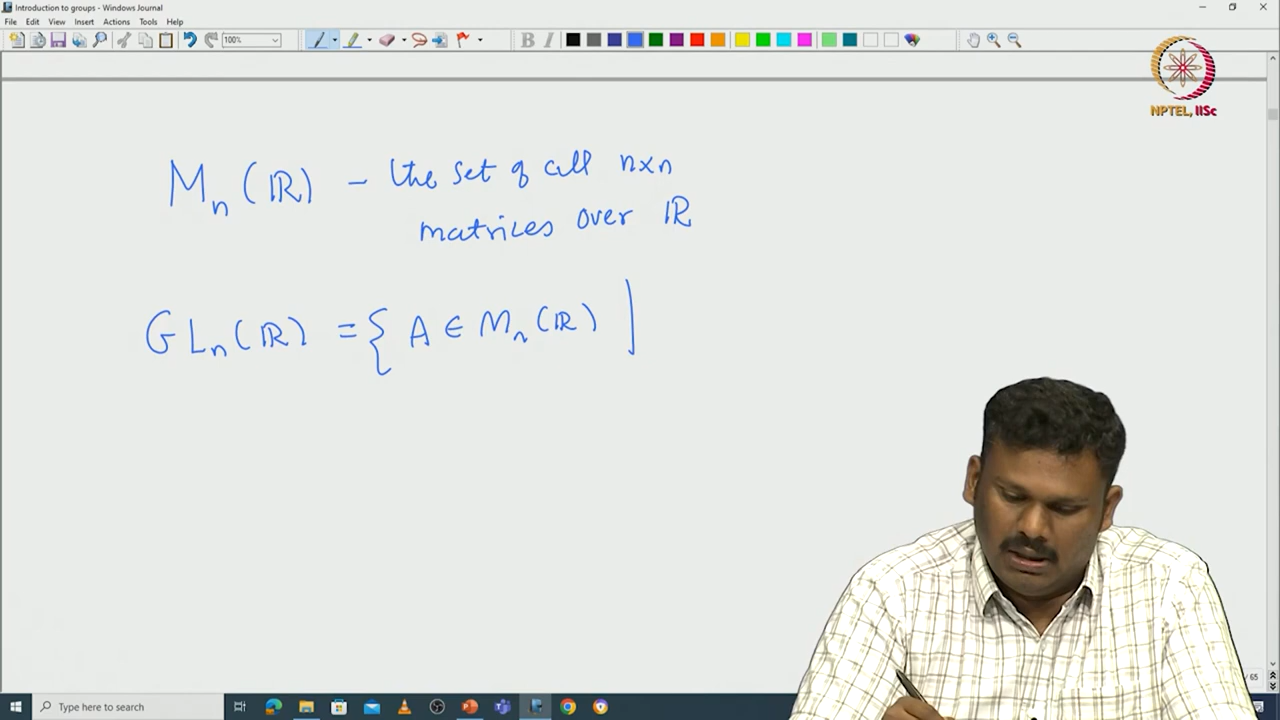 Introduction to groups - Windows Journal
File Edit View Insert Actions Tools Help
100%
B I
NPTEL, IISc
Mn (ℝ) – the set of all n×n
matrices over ℝ
GLn (ℝ) = { A ∈ Mn (ℝ) ]
/ 65
Type here to search